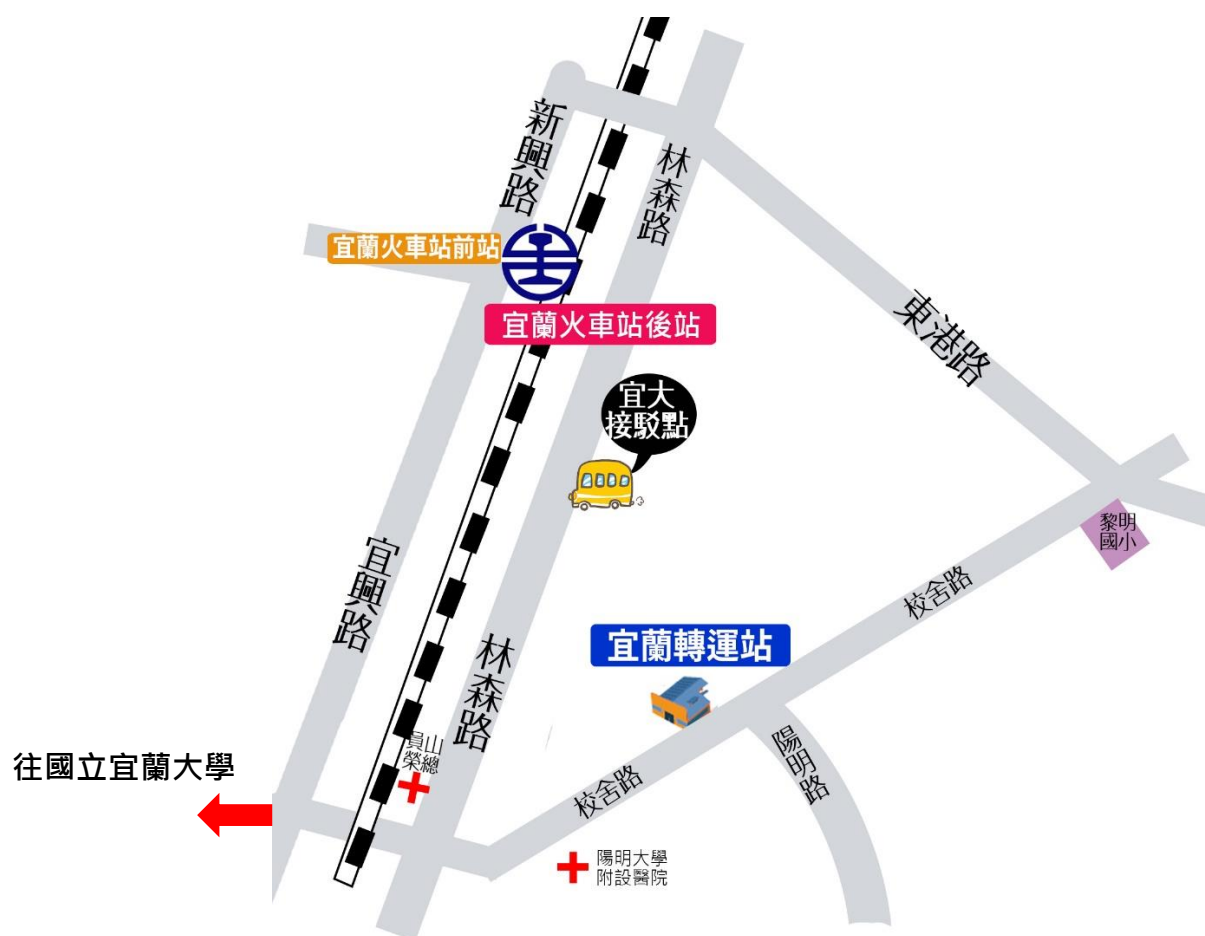 新興路
林森路
宜蘭火車站前站
宜蘭火車站後站
東港路
宜大
接駁點
黎明
國小
宜興路
校舍路
宜蘭轉運站
林森路
員山
榮總
陽明路
往國立宜蘭大學
校舍路
陽明大學
附設醫院